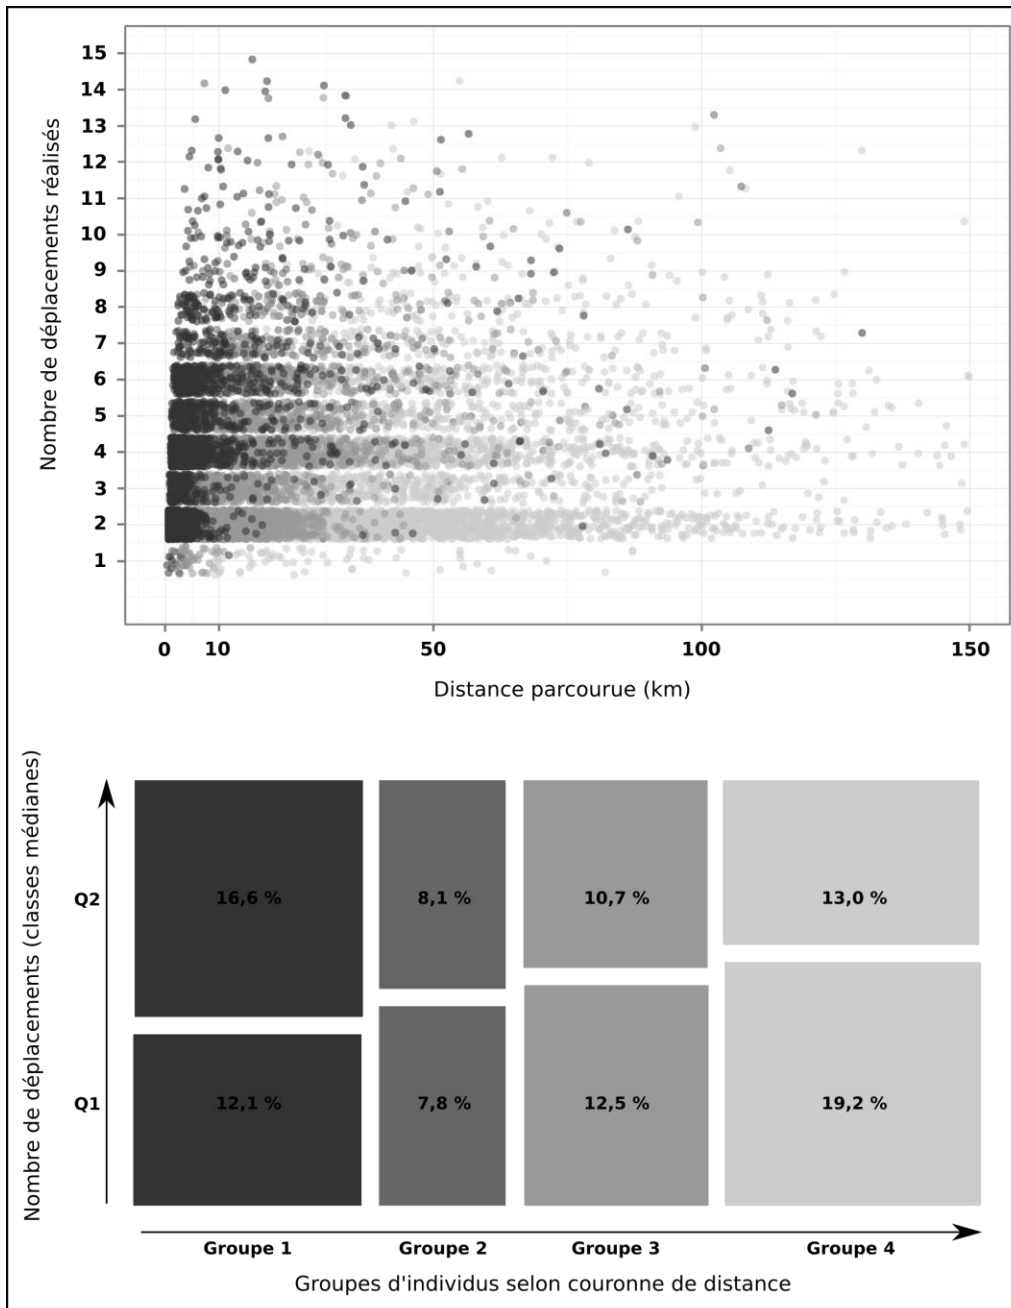 Nombre de déplacements réalisés
15
14
13
12
11
10
9
8
7
6
5
4
3
2
1
0 10 50 100 150
Distance parcourue (km)
Nombre de déplacements (classes médianes)
Q2
16,6 % 8,1 % 10,7 % 13,0 %
Q1
12,1 % 7,8 % 12,5 % 19,2 %
Groupe 1 Groupe 2 Groupe 3 Groupe 4
Groupes d'individus selon couronne de distance